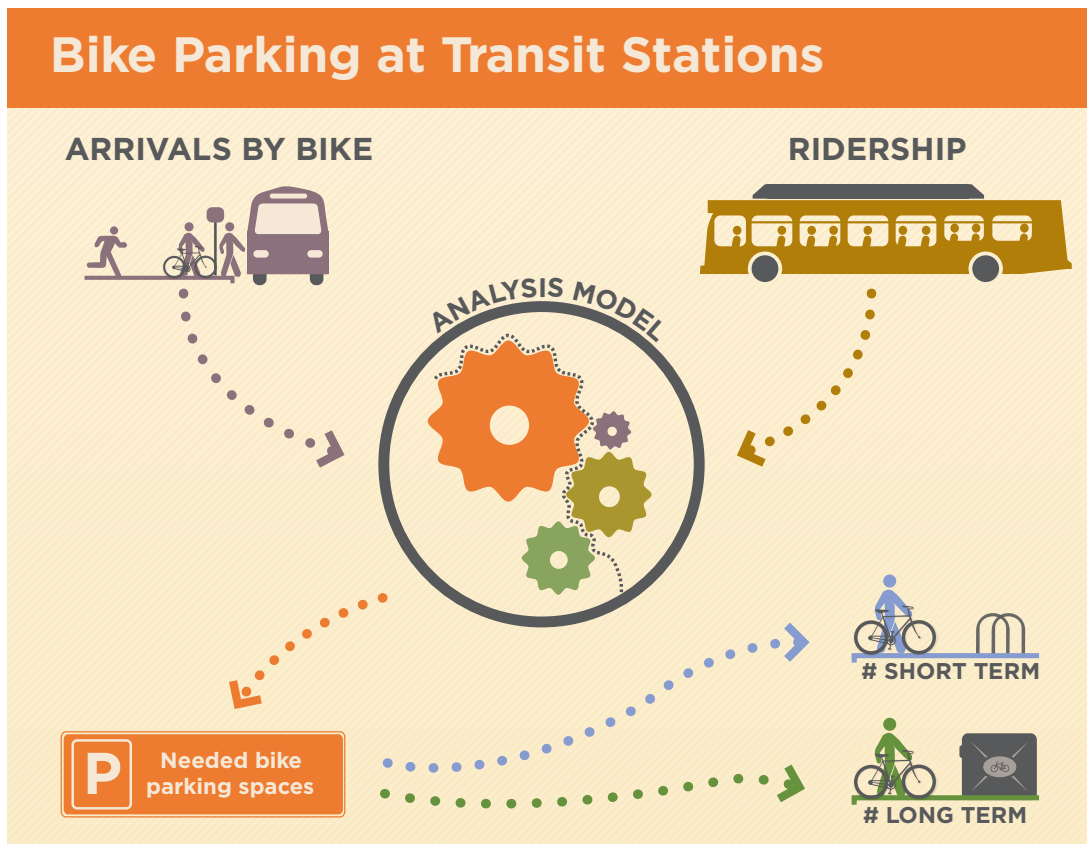 Bike Parking at Transit Stations
ARRIVALS BY BIKE
RIDERSHIP
ANALYSIS MODEL
# SHORT TERM
P
Needed bike
parking spaces
# LONG TERM